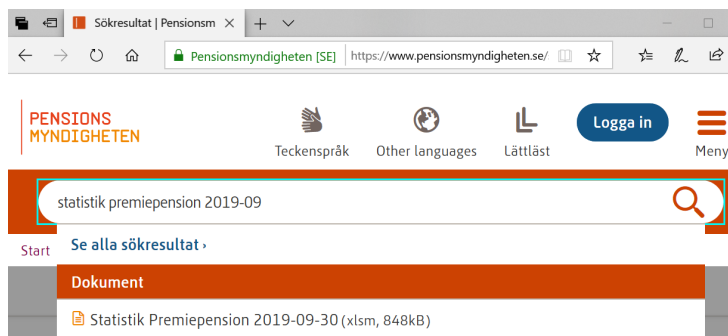 Sökresultat | Pensionsm
Pensionsmyndigheten [SE] https://www.pensionsmyndigheten.se/
PENSIONS
MYNDIGHETEN
Teckenspråk Other languages Lättläst Logga in Meny
statistik premiepension 2019-09
Start
Se alla sökresultat ›
Dokument
Statistik Premiepension 2019-09-30 (xlsm, 848kB)